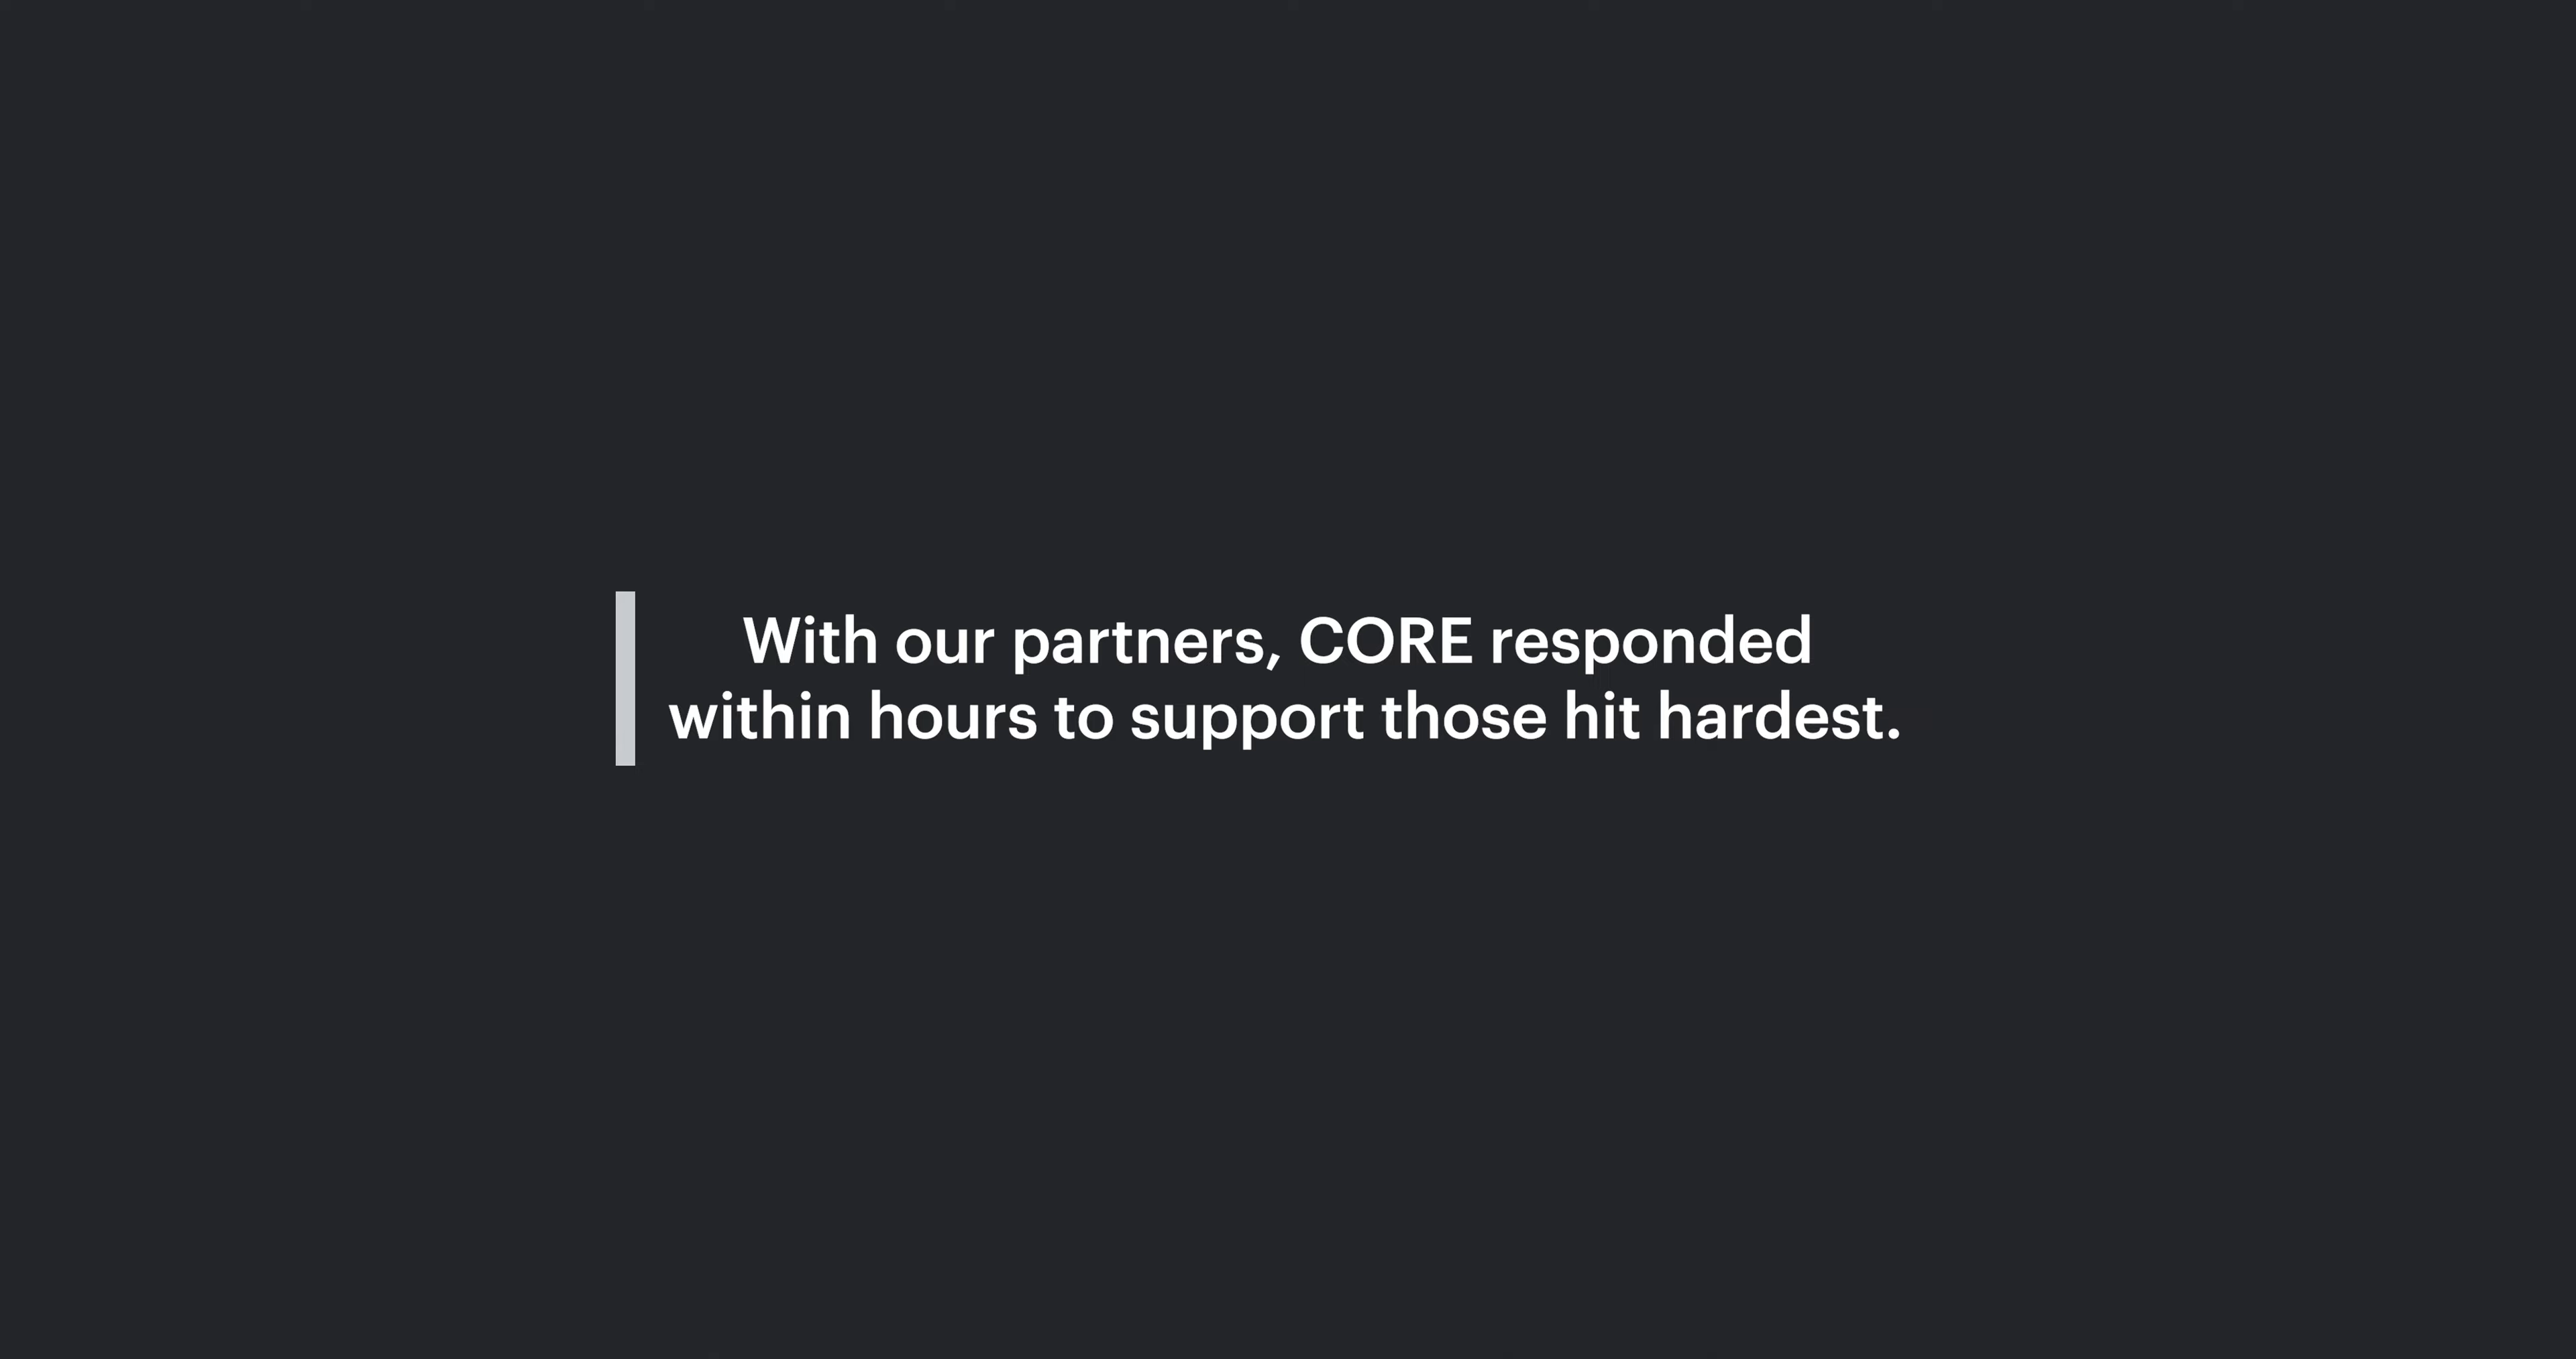 With our partners, CORE responded
within hours to support those hit hardest.